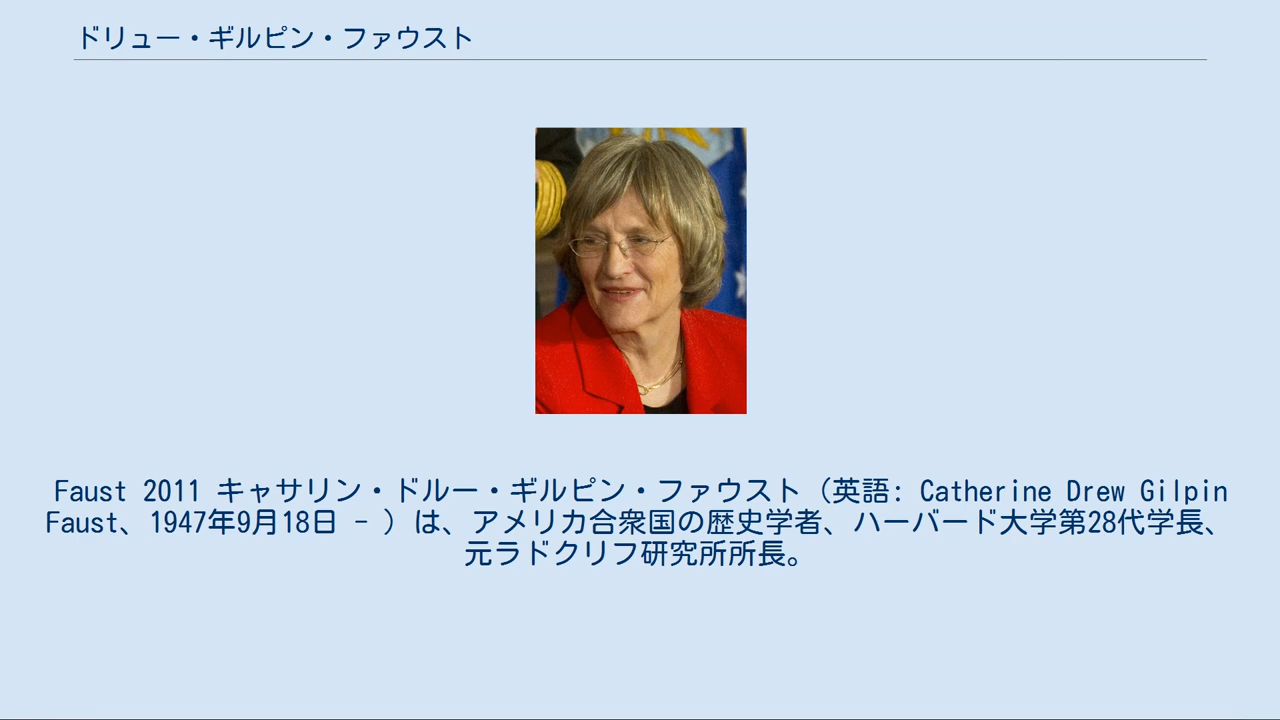 ドリュー・ギルピン・ファウスト
Faust 2011 キャサリン・ドルー・ギルピン・ファウスト（英語: Catherine Drew Gilpin
Faust、1947年9月18日 - ）は、アメリカ合衆国の歴史学者、ハーバード大学第28代学長、
元ラドクリフ研究所所長。